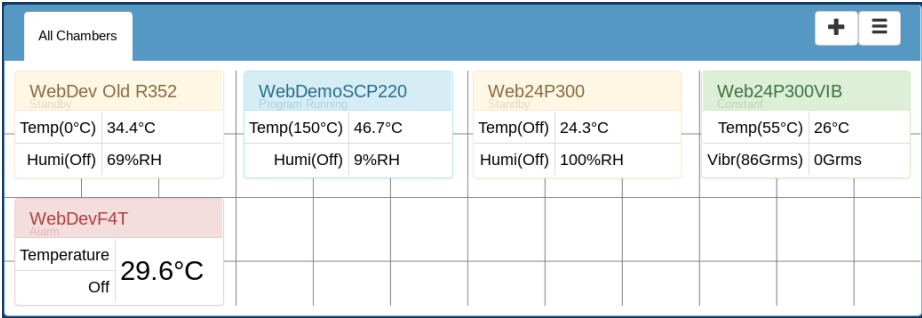 All Chambers
WebDev Old R352
Standby
Temp(0°C) 34.4°C
Humi(Off) 69%RH
WebDemoSCP220
Program Running
Temp(150°C) 46.7°C
Humi(Off) 9%RH
Web24P300
Standby
Temp(Off) 24.3°C
Humi(Off) 100%RH
Web24P300VIB
Constant
Temp(55°C) 26°C
Vibr(86Grms) 0Grms
WebDevF4T
Alarm
Temperature
Off
29.6°C